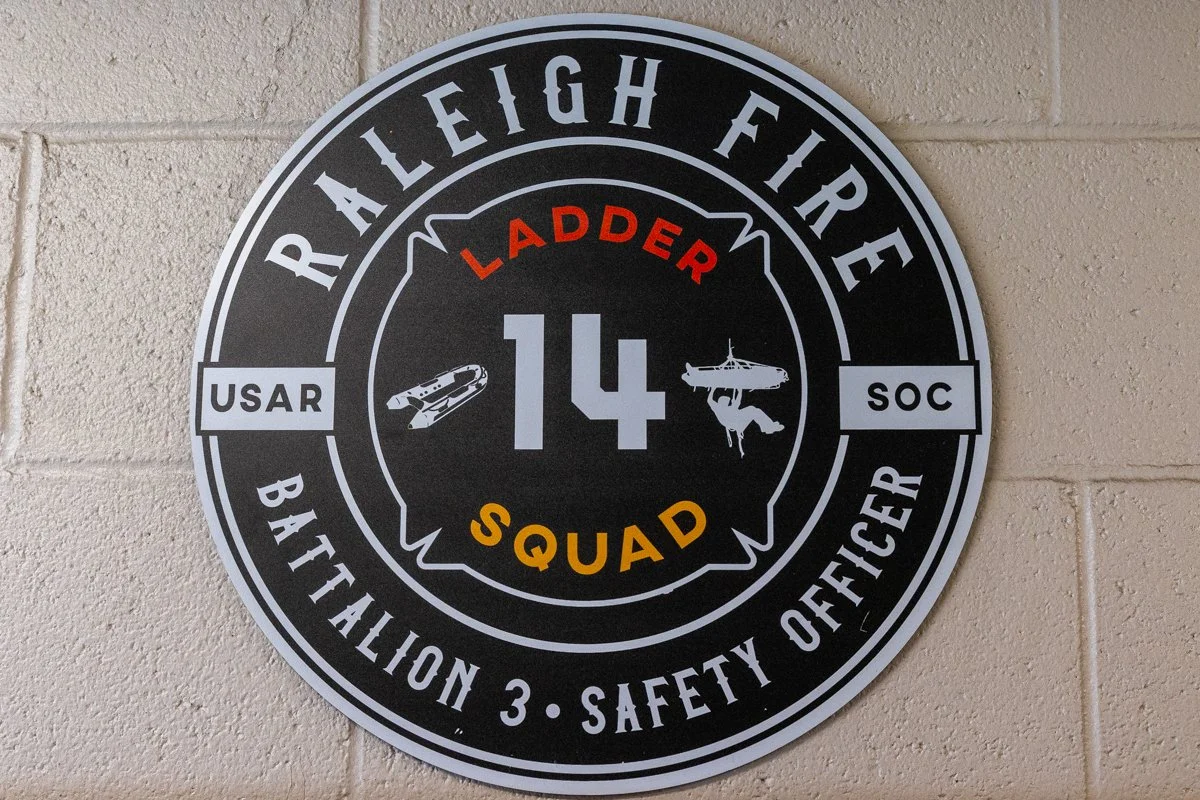 RALEIGH FIRE
LADDER
14
USAR
SOC
SQUAD
BATTALION 3 • SAFETY OFFICER